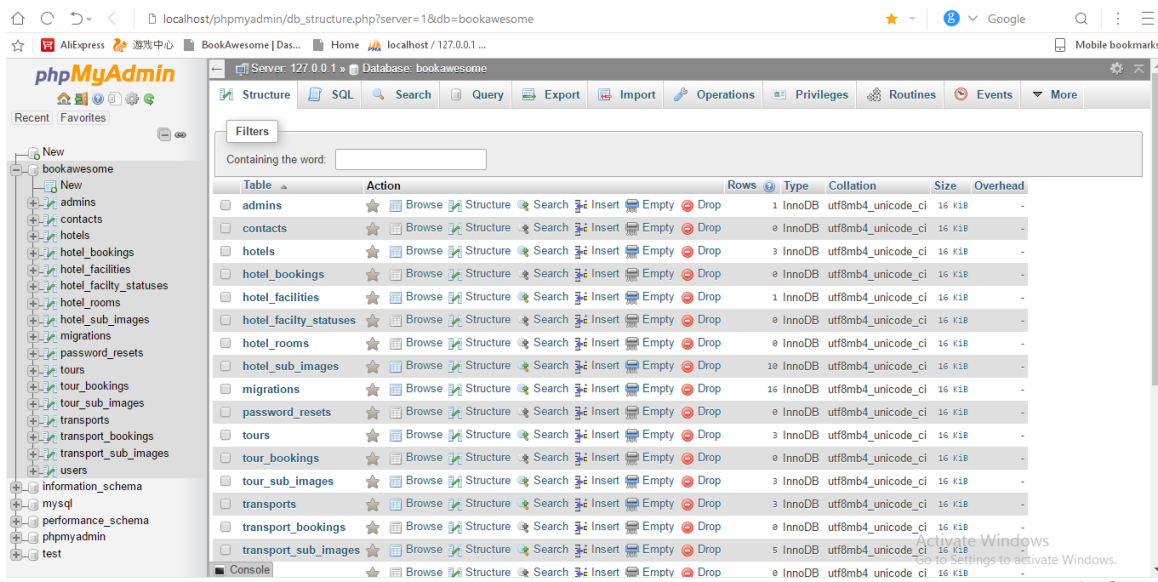 localhost/phpmyadmin/db_structure.php?server=1&db=bookawesome
Google
AliExpress 游戏中心 BookAwesome | Das... Home localhost / 127.0.0.1 ... Mobile bookmarks
phpMyAdmin
Recent Favorites
New
bookawesome
New
admins
contacts
hotels
hotel_bookings
hotel_facilities
hotel_facilty_statuses
hotel_rooms
hotel_sub_images
migrations
password_resets
tours
tour_bookings
tour_sub_images
transports
transport_bookings
transport_sub_images
users
information_schema
mysql
performance_schema
phpmyadmin
test
Server: 127.0.0.1 » Database: bookawesome
Structure SQL Search Query Export Import Operations Privileges Routines Events More
Filters
Containing the word:
Table Action Rows Type Collation Size Overhead
admins Browse Structure Search Insert Empty Drop 1 InnoDB utf8mb4_unicode_ci 16 KiB -
contacts Browse Structure Search Insert Empty Drop 0 InnoDB utf8mb4_unicode_ci 16 KiB -
hotels Browse Structure Search Insert Empty Drop 3 InnoDB utf8mb4_unicode_ci 16 KiB -
hotel_bookings Browse Structure Search Insert Empty Drop 0 InnoDB utf8mb4_unicode_ci 16 KiB -
hotel_facilities Browse Structure Search Insert Empty Drop 1 InnoDB utf8mb4_unicode_ci 16 KiB -
hotel_facilty_statuses Browse Structure Search Insert Empty Drop 0 InnoDB utf8mb4_unicode_ci 16 KiB -
hotel_rooms Browse Structure Search Insert Empty Drop 0 InnoDB utf8mb4_unicode_ci 16 KiB -
hotel_sub_images Browse Structure Search Insert Empty Drop 10 InnoDB utf8mb4_unicode_ci 16 KiB -
migrations Browse Structure Search Insert Empty Drop 16 InnoDB utf8mb4_unicode_ci 16 KiB -
password_resets Browse Structure Search Insert Empty Drop 0 InnoDB utf8mb4_unicode_ci 16 KiB -
tours Browse Structure Search Insert Empty Drop 3 InnoDB utf8mb4_unicode_ci 16 KiB -
tour_bookings Browse Structure Search Insert Empty Drop 0 InnoDB utf8mb4_unicode_ci 16 KiB -
tour_sub_images Browse Structure Search Insert Empty Drop 3 InnoDB utf8mb4_unicode_ci 16 KiB -
transports Browse Structure Search Insert Empty Drop 3 InnoDB utf8mb4_unicode_ci 16 KiB -
transport_bookings Browse Structure Search Insert Empty Drop 0 InnoDB utf8mb4_unicode_ci 16 KiB -
transport_sub_images Browse Structure Search Insert Empty Drop 5 InnoDB utf8mb4_unicode_ci 16 KiB -
Browse Structure Search Insert Empty Drop 0 InnoDB utf8mb4_unicode_ci 16 KiB -
Console
Activate Windows
Go to Settings to activate Windows.